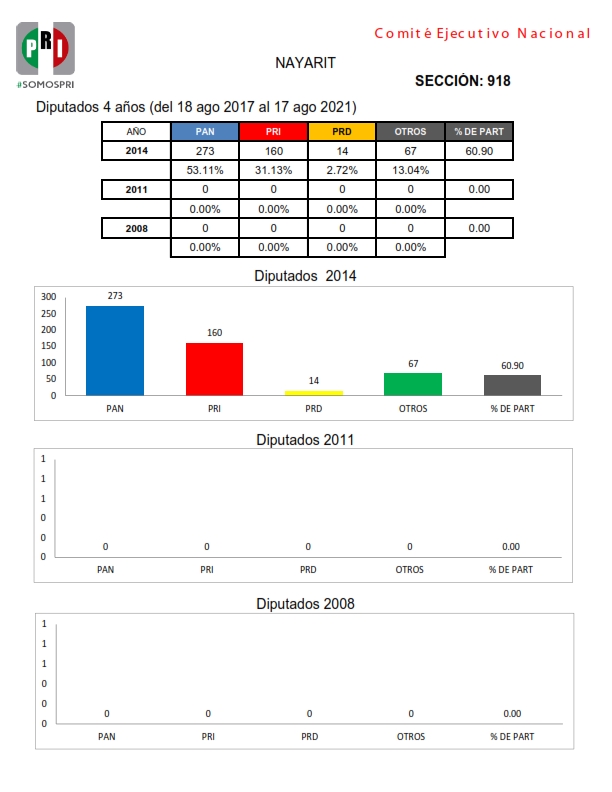 Comité Ejecutivo Nacional
PRI
#SOMOSPRI
NAYARIT
SECCIÓN: 918
Diputados 4 años (del 18 ago 2017 al 17 ago 2021)
AÑO PAN PRI PRD OTROS % DE PART
2014 273 160 14 67 60.90
53.11% 31.13% 2.72% 13.04%
2011 0 0 0 0 0.00
0.00% 0.00% 0.00% 0.00%
2008 0 0 0 0 0.00
0.00% 0.00% 0.00% 0.00%
Diputados 2014
300
250
200
150
100
50
0
273 160 14 67 60.90
PAN PRI PRD OTROS % DE PART
Diputados 2011
1
1
1
0
0
0
0 0 0 0 0.00
PAN PRI PRD OTROS % DE PART
Diputados 2008
1
1
1
0
0
0
0 0 0 0 0.00
PAN PRI PRD OTROS % DE PART